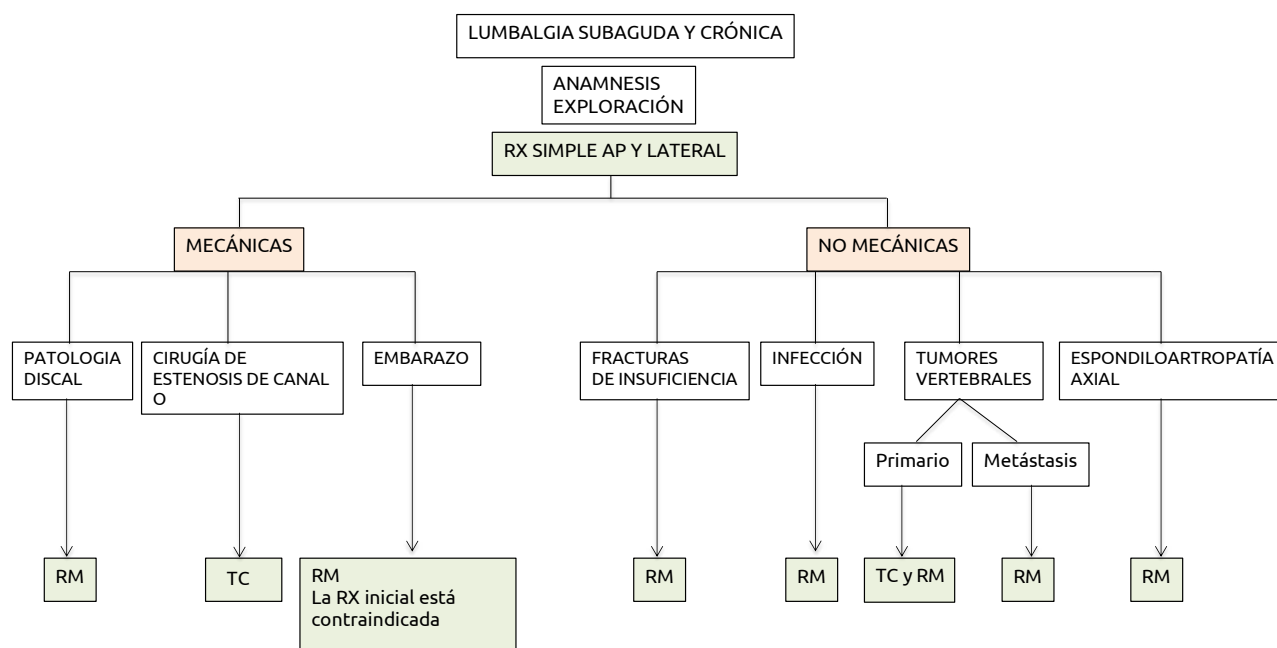 LUMBALGIA SUBAGUDA Y CRÓNICA
ANAMNESIS
EXPLORACIÓN
RX SIMPLE AP Y LATERAL
MECÁNICAS
NO MECÁNICAS
PATOLOGIA
DISCAL
CIRUGÍA DE
ESTENOSIS DE CANAL
O
EMBARAZO
FRACTURAS
DE INSUFICIENCIA
INFECCIÓN
TUMORES
VERTEBRALES
ESPONDILOARTROPATÍA
AXIAL
Primario
Metástasis
RM
TC
RM
La RX inicial está
contraindicada
RM
RM
TC y RM
RM
RM